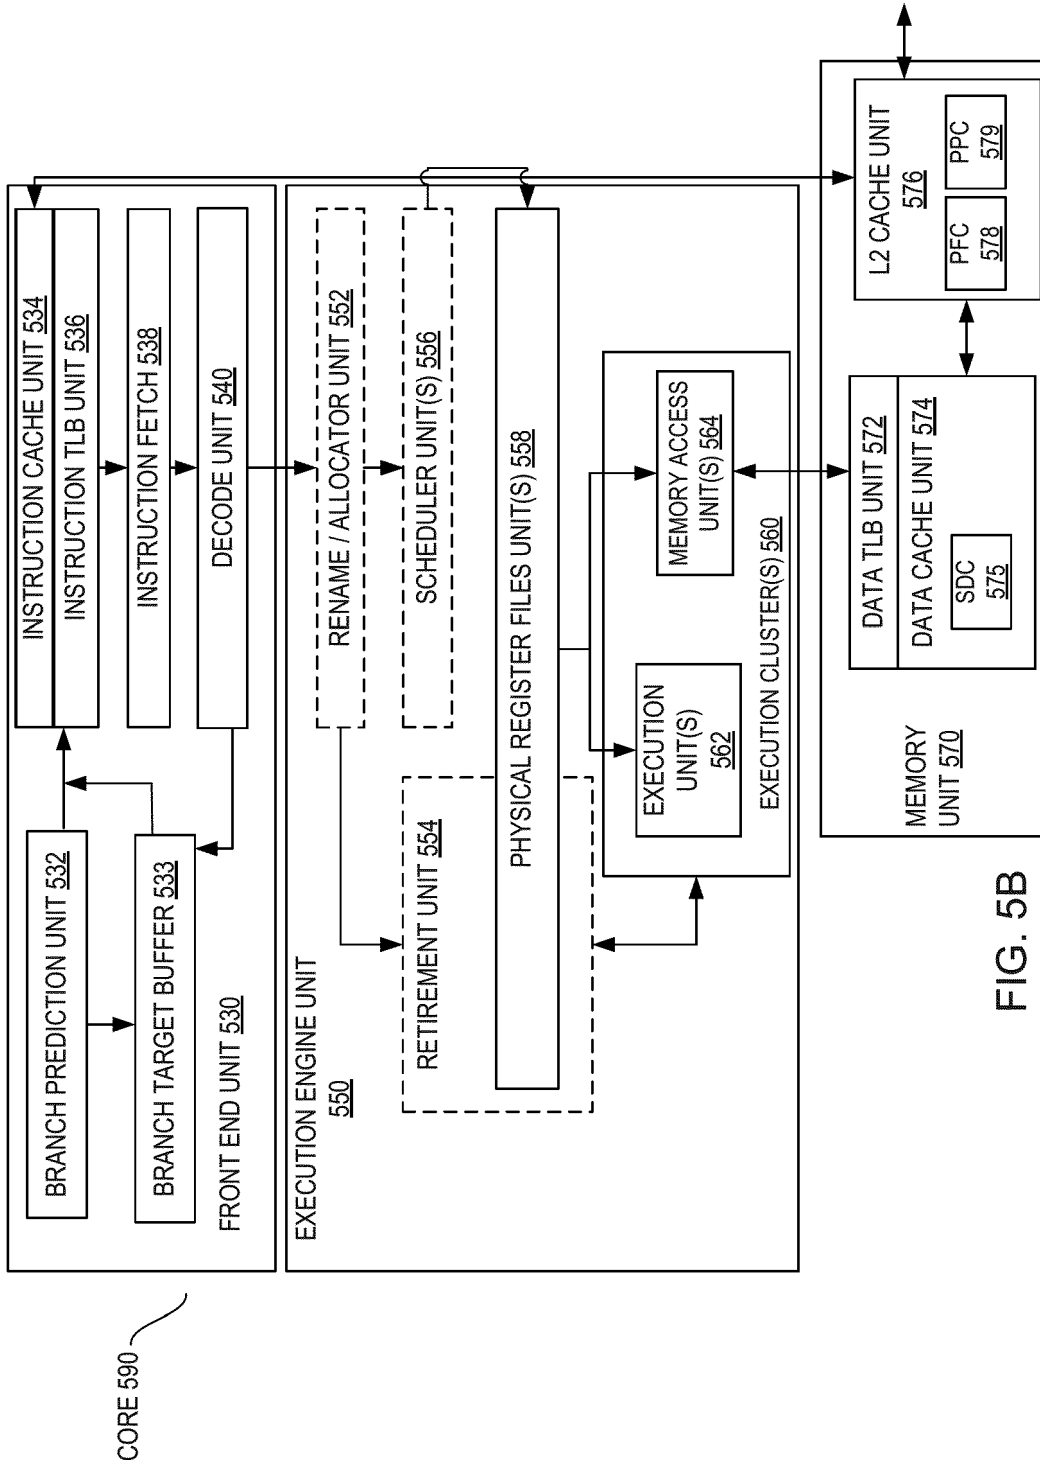 CORE 590
BRANCH PREDICTION UNIT 532
BRANCH TARGET BUFFER 533
FRONT END UNIT 530
INSTRUCTION CACHE UNIT 534
INSTRUCTION TLB UNIT 536
INSTRUCTION FETCH 538
DECODE UNIT 540
EXECUTION ENGINE UNIT
550
RENAME / ALLOCATOR UNIT 552
SCHEDULER UNIT(S) 556
RETIREMENT UNIT 554
PHYSICAL REGISTER FILES UNIT(S) 558
EXECUTION
UNIT(S)
562
MEMORY ACCESS
UNIT(S) 564
EXECUTION CLUSTER(S) 560
MEMORY
UNIT 570
DATA TLB UNIT 572
DATA CACHE UNIT 574
SDC
575
L2 CACHE UNIT
576
PFC
578
PPC
579
FIG. 5B